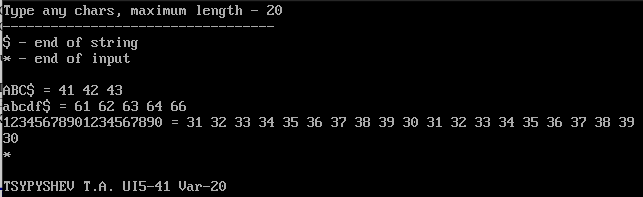 Type any chars, maximum length - 20
----------------------------------
$ - end of string
* - end of input
ABC$ = 41 42 43
abcdf$ = 61 62 63 64 66
12345678901234567890 = 31 32 33 34 35 36 37 38 39 30 31 32 33 34 35 36 37 38 39
30
*
TSYPYSHEV T.A. UI5-41 Var-20